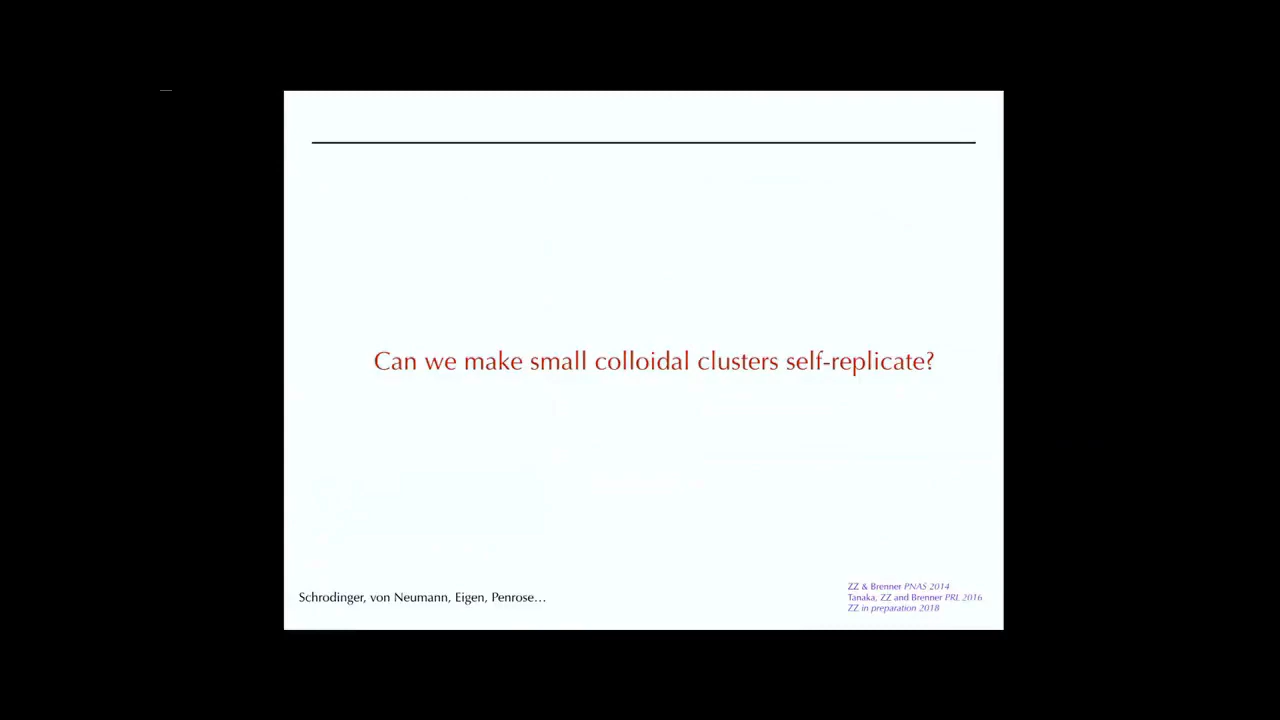 Can we make small colloidal clusters self-replicate?
Schrodinger, von Neumann, Eigen, Penrose…
ZZ & Brenner PNAS 2014
Tanaka, ZZ and Brenner PRL 2016
ZZ in preparation 2018